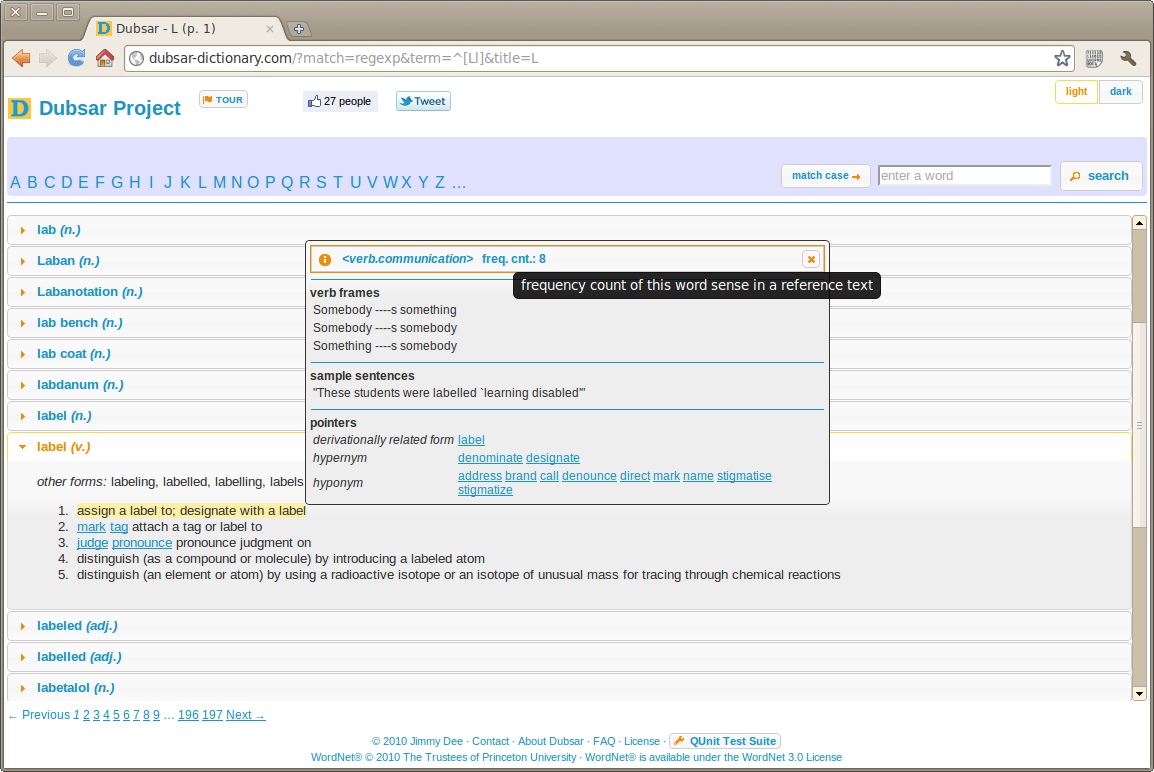 Dubsar - L (p. 1)
dubsar-dictionary.com/?match=regexp&term=^[Ll]&title=L
D Dubsar Project
TOUR
27 people
Tweet
light
dark
A B C D E F G H I J K L M N O P Q R S T U V W X Y Z ...
match case →
enter a word
search
lab (n.)
Laban (n.)
Labanotation (n.)
lab bench (n.)
lab coat (n.)
labdanum (n.)
label (n.)
label (v.)
<verb.communication> freq. cnt.: 8
frequency count of this word sense in a reference text
verb frames
Somebody ----s something
Somebody ----s somebody
Something ----s somebody
sample sentences
"These students were labelled `learning disabled'"
pointers
derivationally related form label
hypernym denominate designate
hyponym address brand call denounce direct mark name stigmatise
stigmatize
other forms: labeling, labelled, labelling, labels
1. assign a label to; designate with a label
2. mark tag attach a tag or label to
3. judge pronounce pronounce judgment on
4. distinguish (as a compound or molecule) by introducing a labeled atom
5. distinguish (an element or atom) by using a radioactive isotope or an isotope of unusual mass for tracing through chemical reactions
labeled (adj.)
labelled (adj.)
labetalol (n.)
← Previous 1 2 3 4 5 6 7 8 9 ... 196 197 Next →
© 2010 Jimmy Dee · Contact · About Dubsar · FAQ · License · QUnit Test Suite
WordNet® © 2010 The Trustees of Princeton University · WordNet® is available under the WordNet 3.0 License